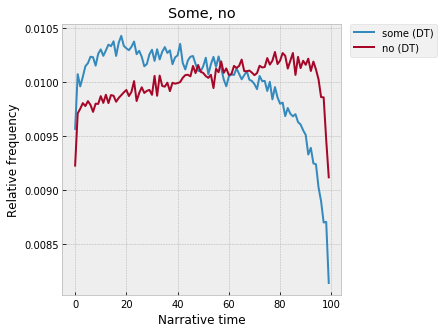 Some, no
some (DT)
no (DT)
0.0105
0.0100
0.0095
0.0090
0.0085
Relative frequency
0 20 40 60 80 100
Narrative time